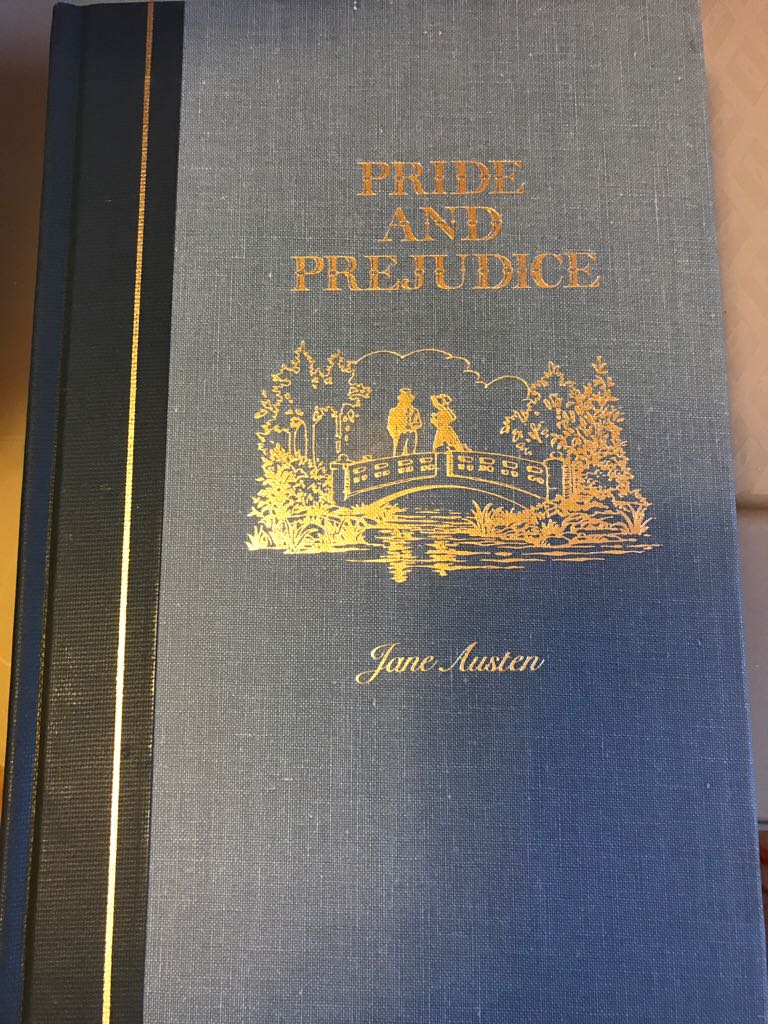 PRIDE
AND
PREJUDICE
Jane Austen